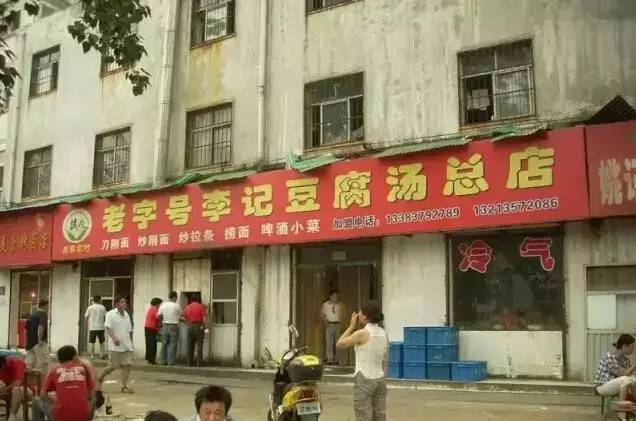 老字号李记豆腐汤总店
刀削面 炒削面 炒拉条 捞面 啤酒小菜 加盟电话：13383792789 13213572086
冷气